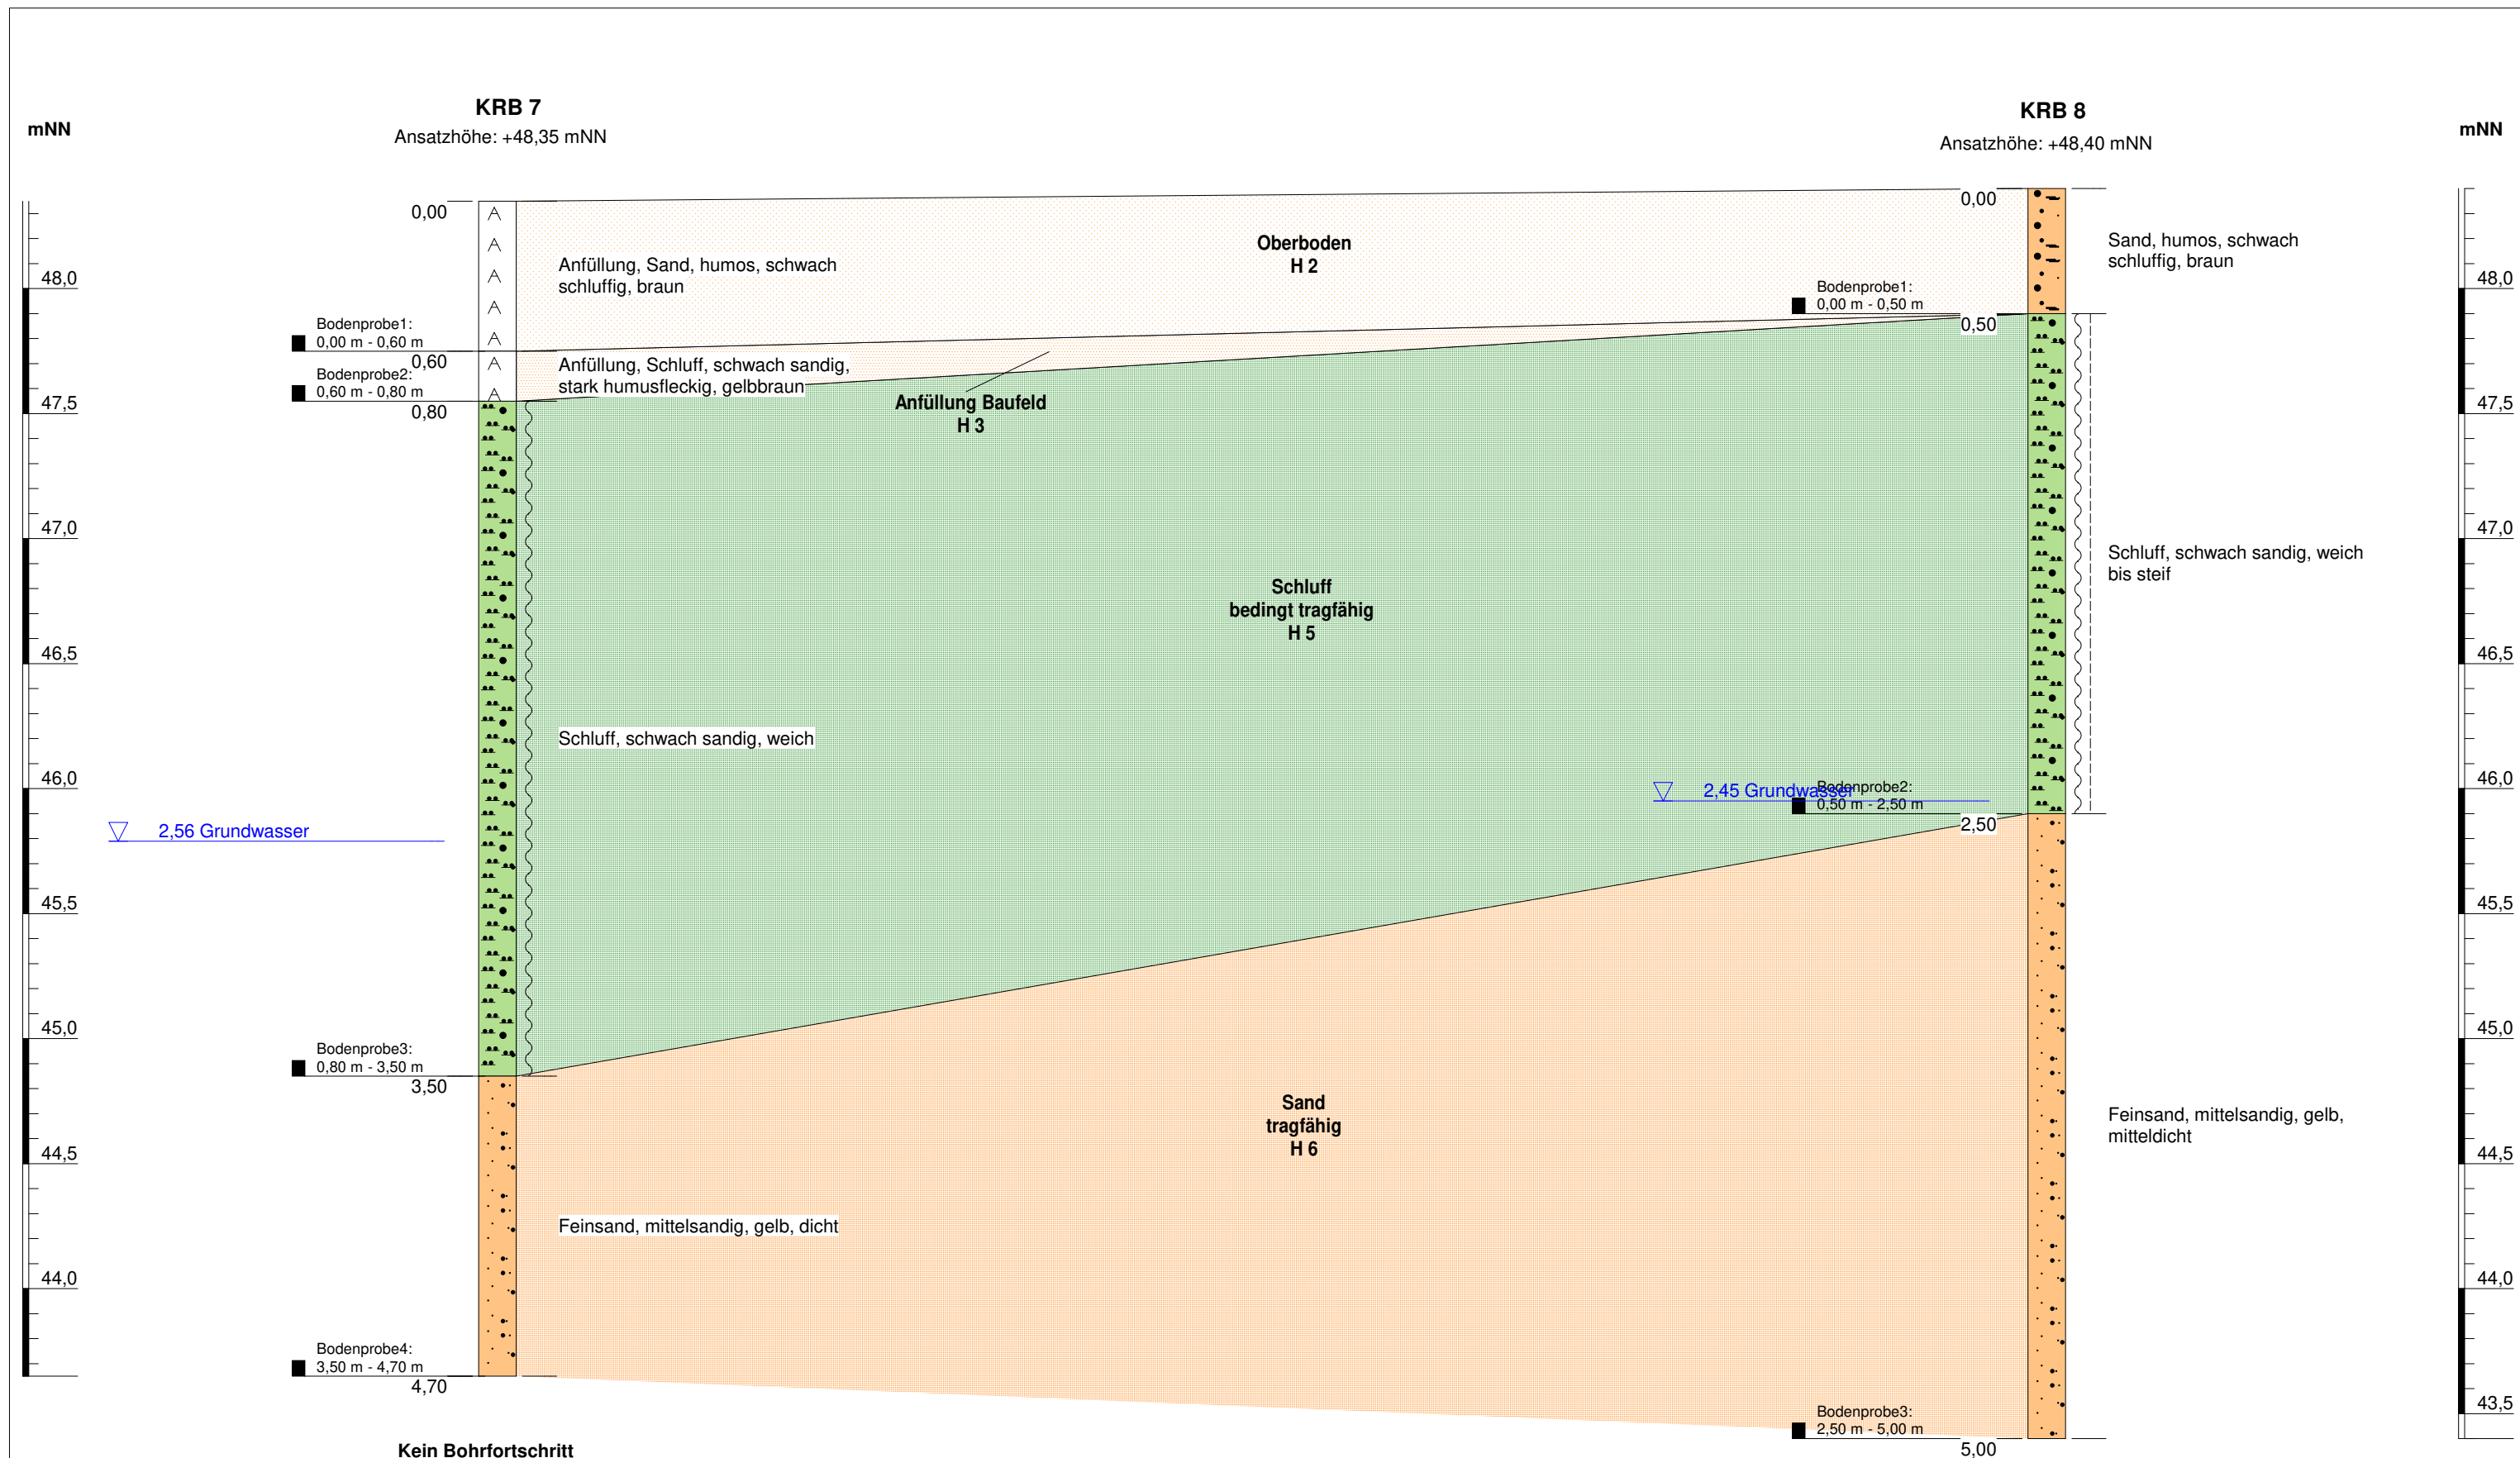 KRB 7
Ansatzhöhe: +48,35 mNN
KRB 8
Ansatzhöhe: +48,40 mNN
mNN
mNN
48,0
47,5
47,0
46,5
46,0
45,5
45,0
44,5
44,0
2,56 Grundwasser
Bodenprobe1:
0,00 m - 0,60 m
Bodenprobe2:
0,60 m - 0,80 m
Bodenprobe3:
0,80 m - 3,50 m
Bodenprobe4:
3,50 m - 4,70 m
0,00
0,60
0,80
3,50
4,70
Kein Bohrfortschritt
Anfüllung, Sand, humos, schwach
schluffig, braun
Anfüllung, Schluff, schwach sandig,
stark humusfleckig, gelbbraun
Schluff, schwach sandig, weich
Feinsand, mittelsandig, gelb, dicht
Oberboden
H 2
Anfüllung Baufeld
H 3
Schluff
bedingt tragfähig
H 5
Sand
tragfähig
H 6
2,45 Grundwasser
Bodenprobe1:
0,00 m - 0,50 m
Bodenprobe2:
0,50 m - 2,50 m
Bodenprobe3:
2,50 m - 5,00 m
0,00
0,50
2,50
5,00
Sand, humos, schwach
schluffig, braun
Schluff, schwach sandig, weich
bis steif
Feinsand, mittelsandig, gelb,
mitteldicht
48,0
47,5
47,0
46,5
46,0
45,5
45,0
44,5
44,0
43,5